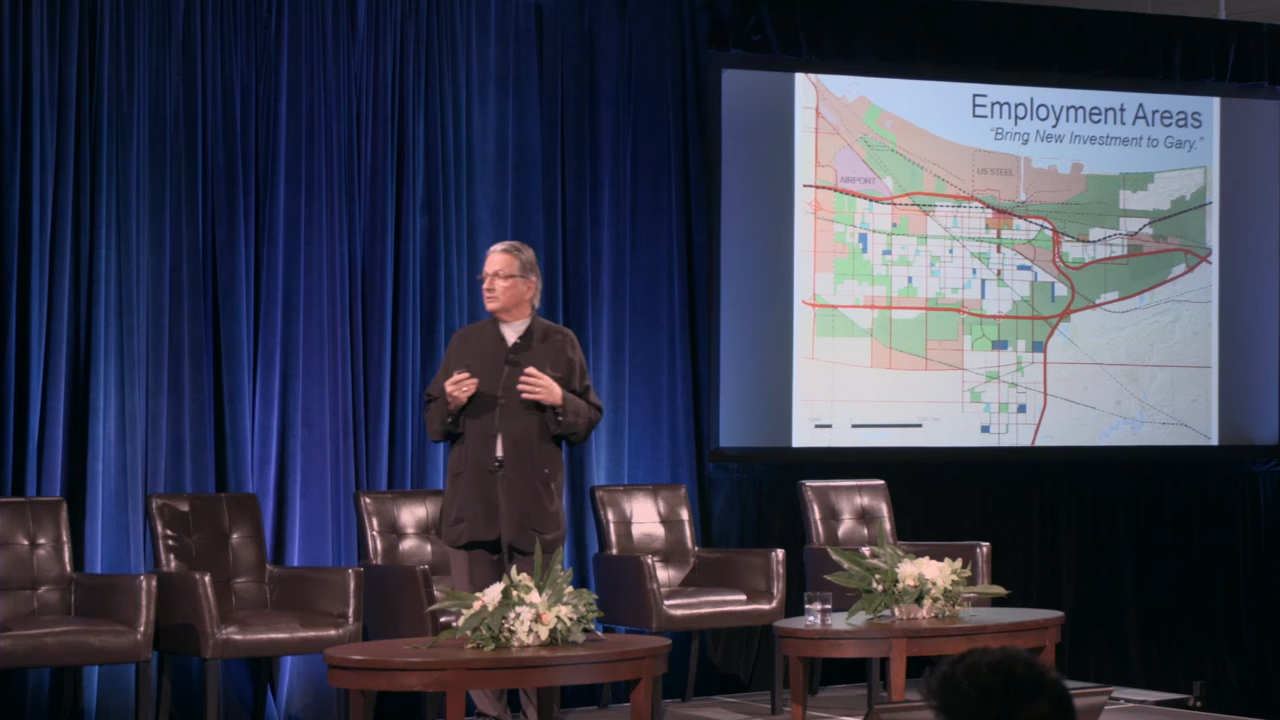 Employment Areas
"Bring New Investment to Gary."
US STEEL
AIRPORT